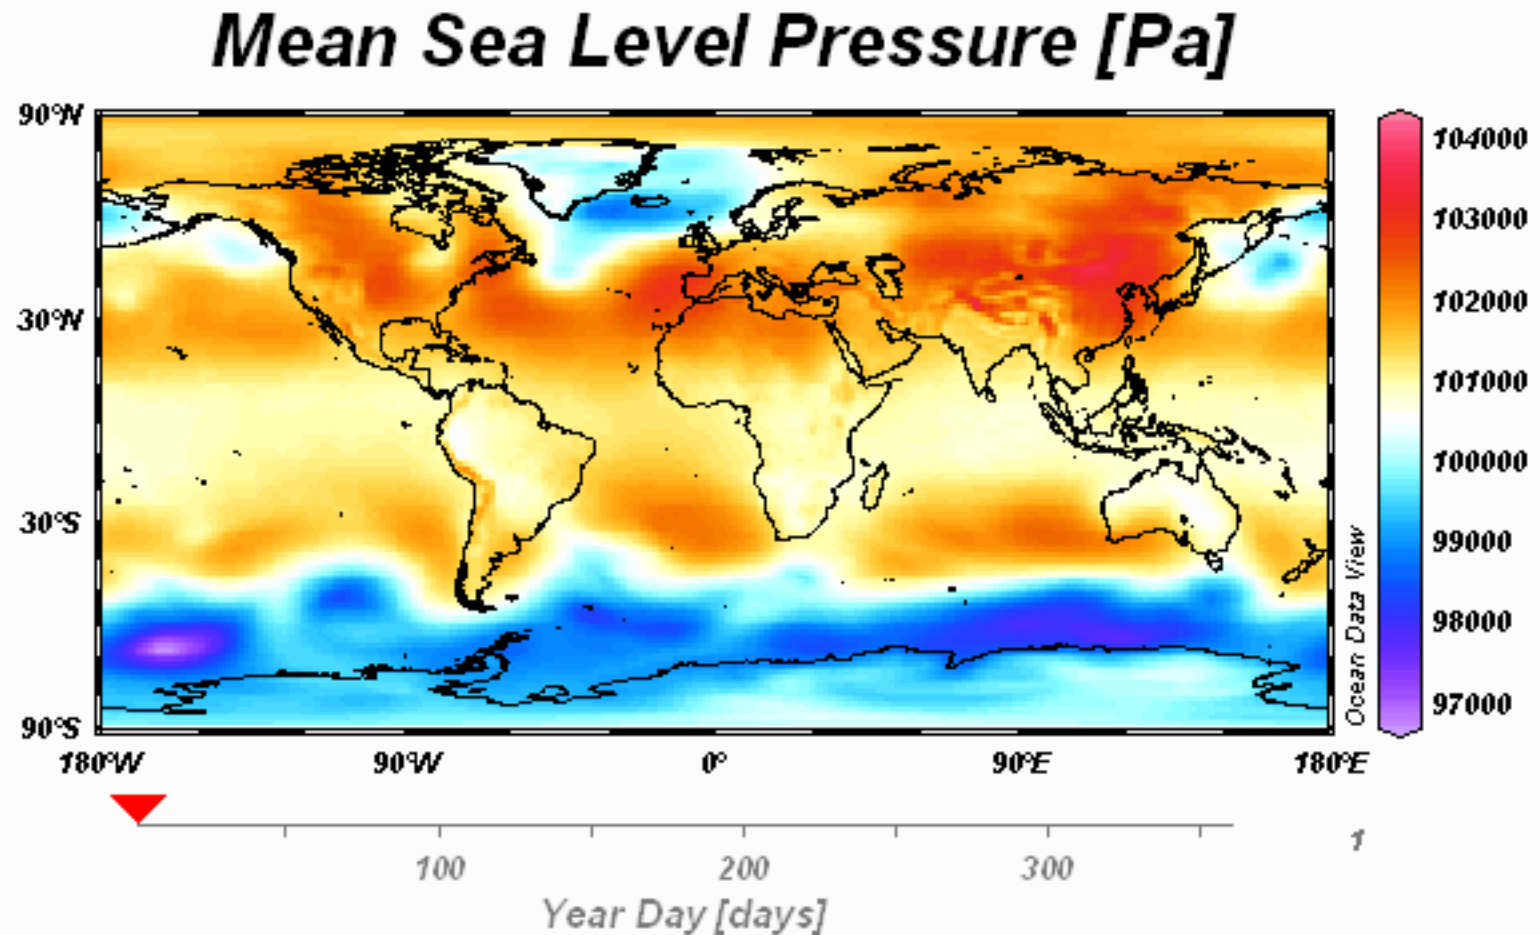 Mean Sea Level Pressure [Pa]
90°N
30°N
30°S
90°S
180°W 90°W 0° 90°E 180°E
104000
103000
102000
101000
100000
99000
98000
97000
Ocean Data View
1
100 200 300
Year Day [days]